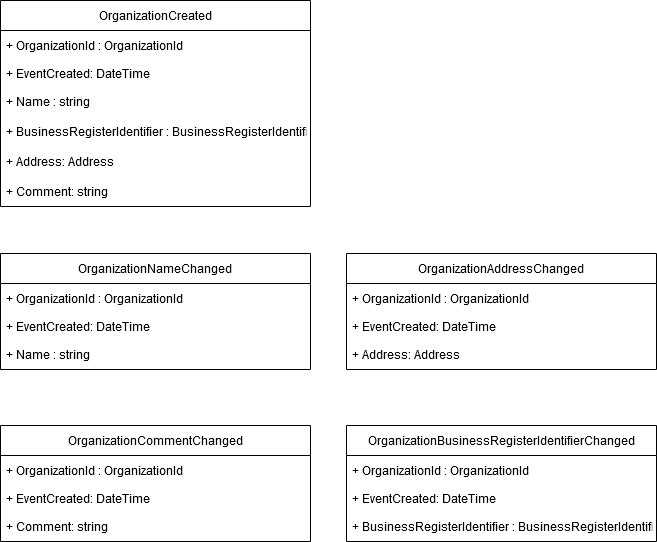 OrganizationCreated
+ OrganizationId : OrganizationId
+ EventCreated: DateTime
+ Name : string
+ BusinessRegisterIdentifier : BusinessRegisterIdentifi
+ Address: Address
+ Comment: string
OrganizationNameChanged
+ OrganizationId : OrganizationId
+ EventCreated: DateTime
+ Name : string
OrganizationAddressChanged
+ OrganizationId : OrganizationId
+ EventCreated: DateTime
+ Address: Address
OrganizationCommentChanged
+ OrganizationId : OrganizationId
+ EventCreated: DateTime
+ Comment: string
OrganizationBusinessRegisterIdentifierChanged
+ OrganizationId : OrganizationId
+ EventCreated: DateTime
+ BusinessRegisterIdentifier : BusinessRegisterIdentifi